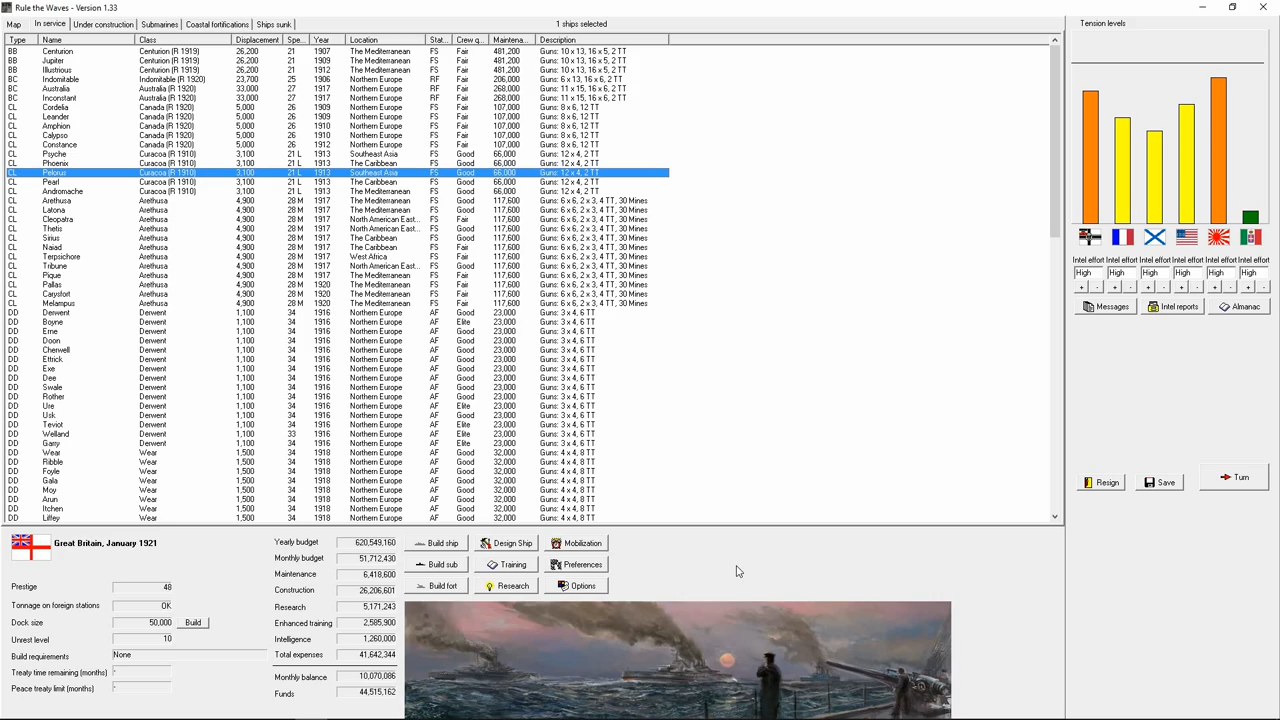 Rule the Waves - Version 1.33
Map In service Under construction Submarines Coastal fortifications Ships sunk 1 ships selected
Type Name Class Displacement Spe... Year Location Stat... Crew q... Maintena... Description
BB Centurion Centurion (R 1919) 26,200 21 1907 The Mediterranean FS Fair 481,200 Guns: 10 x 13, 16 x 5, 2 TT
BB Jupiter Centurion (R 1919) 26,200 21 1909 The Mediterranean FS Fair 481,200 Guns: 10 x 13, 16 x 5, 2 TT
BB Illustrious Centurion (R 1919) 26,200 21 1912 The Mediterranean FS Fair 481,200 Guns: 10 x 13, 16 x 5, 2 TT
BC Indomitable Indomitable (R 1920) 23,700 25 1906 Northern Europe RF Fair 206,000 Guns: 6 x 13, 16 x 6, 2 TT
BC Australia Australia (R 1920) 33,000 27 1917 Northern Europe RF Fair 268,000 Guns: 11 x 15, 16 x 6, 2 TT
BC Inconstant Australia (R 1920) 33,000 27 1917 Northern Europe RF Fair 268,000 Guns: 11 x 15, 16 x 6, 2 TT
CL Cordelia Canada (R 1920) 5,000 26 1909 Northern Europe FS Fair 107,000 Guns: 8 x 6, 12 TT
CL Leander Canada (R 1920) 5,000 26 1909 Northern Europe FS Fair 107,000 Guns: 8 x 6, 12 TT
CL Amphion Canada (R 1920) 5,000 26 1910 Northern Europe FS Fair 107,000 Guns: 8 x 6, 12 TT
CL Calypso Canada (R 1920) 5,000 26 1910 Northern Europe FS Fair 107,000 Guns: 8 x 6, 12 TT
CL Constance Canada (R 1920) 5,000 26 1912 Northern Europe FS Fair 107,000 Guns: 8 x 6, 12 TT
CL Psyche Curacoa (R 1910) 3,100 21 L 1913 Southeast Asia FS Good 66,000 Guns: 12 x 4, 2 TT
CL Phoenix Curacoa (R 1910) 3,100 21 L 1913 The Caribbean FS Good 66,000 Guns: 12 x 4, 2 TT
CL Pelorus Curacoa (R 1910) 3,100 21 L 1913 Southeast Asia FS Good 66,000 Guns: 12 x 4, 2 TT
CL Pearl Curacoa (R 1910) 3,100 21 L 1913 The Caribbean FS Good 66,000 Guns: 12 x 4, 2 TT
CL Andromache Curacoa (R 1910) 3,100 21 L 1913 The Mediterranean FS Good 66,000 Guns: 12 x 4, 2 TT
CL Arethusa Arethusa 4,900 28 M 1917 The Mediterranean FS Good 117,600 Guns: 6 x 6, 2 x 3, 4 TT, 30 Mines
CL Latona Arethusa 4,900 28 M 1917 The Mediterranean FS Good 117,600 Guns: 6 x 6, 2 x 3, 4 TT, 30 Mines
CL Cleopatra Arethusa 4,900 28 M 1917 North American East... FS Fair 117,600 Guns: 6 x 6, 2 x 3, 4 TT, 30 Mines
CL Thetis Arethusa 4,900 28 M 1917 North American East... FS Good 117,600 Guns: 6 x 6, 2 x 3, 4 TT, 30 Mines
CL Sirius Arethusa 4,900 28 M 1917 The Caribbean FS Good 117,600 Guns: 6 x 6, 2 x 3, 4 TT, 30 Mines
CL Naiad Arethusa 4,900 28 M 1917 The Caribbean FS Fair 117,600 Guns: 6 x 6, 2 x 3, 4 TT, 30 Mines
CL Terpsichore Arethusa 4,900 28 M 1917 West Africa FS Fair 117,600 Guns: 6 x 6, 2 x 3, 4 TT, 30 Mines
CL Tribune Arethusa 4,900 28 M 1917 North American East... FS Good 117,600 Guns: 6 x 6, 2 x 3, 4 TT, 30 Mines
CL Pique Arethusa 4,900 28 M 1917 The Mediterranean FS Fair 117,600 Guns: 6 x 6, 2 x 3, 4 TT, 30 Mines
CL Pallas Arethusa 4,900 28 M 1920 The Mediterranean FS Fair 117,600 Guns: 6 x 6, 2 x 3, 4 TT, 30 Mines
CL Carysfort Arethusa 4,900 28 M 1920 The Mediterranean FS Fair 117,600 Guns: 6 x 6, 2 x 3, 4 TT, 30 Mines
CL Melampus Arethusa 4,900 28 M 1920 The Mediterranean FS Fair 117,600 Guns: 6 x 6, 2 x 3, 4 TT, 30 Mines
DD Derwent Derwent 1,100 34 1916 Northern Europe AF Good 23,000 Guns: 3 x 4, 6 TT
DD Boyne Derwent 1,100 34 1916 Northern Europe AF Elite 23,000 Guns: 3 x 4, 6 TT
DD Erne Derwent 1,100 34 1916 Northern Europe AF Good 23,000 Guns: 3 x 4, 6 TT
DD Doon Derwent 1,100 34 1916 Northern Europe AF Good 23,000 Guns: 3 x 4, 6 TT
DD Cherwell Derwent 1,100 34 1916 Northern Europe AF Good 23,000 Guns: 3 x 4, 6 TT
DD Ettrick Derwent 1,100 34 1916 Northern Europe AF Good 23,000 Guns: 3 x 4, 6 TT
DD Exe Derwent 1,100 34 1916 Northern Europe AF Good 23,000 Guns: 3 x 4, 6 TT
DD Dee Derwent 1,100 34 1916 Northern Europe AF Good 23,000 Guns: 3 x 4, 6 TT
DD Swale Derwent 1,100 34 1916 Northern Europe AF Good 23,000 Guns: 3 x 4, 6 TT
DD Rother Derwent 1,100 34 1916 Northern Europe AF Good 23,000 Guns: 3 x 4, 6 TT
DD Ure Derwent 1,100 34 1916 Northern Europe AF Elite 23,000 Guns: 3 x 4, 6 TT
DD Usk Derwent 1,100 34 1916 Northern Europe AF Good 23,000 Guns: 3 x 4, 6 TT
DD Teviot Derwent 1,100 34 1916 Northern Europe AF Elite 23,000 Guns: 3 x 4, 6 TT
DD Welland Derwent 1,100 33 1916 Northern Europe AF Elite 23,000 Guns: 3 x 4, 6 TT
DD Garry Derwent 1,100 34 1916 Northern Europe AF Good 23,000 Guns: 3 x 4, 6 TT
DD Wear Wear 1,500 34 1918 Northern Europe AF Good 32,000 Guns: 4 x 4, 8 TT
DD Ribble Wear 1,500 34 1918 Northern Europe AF Good 32,000 Guns: 4 x 4, 8 TT
DD Foyle Wear 1,500 34 1918 Northern Europe AF Good 32,000 Guns: 4 x 4, 8 TT
DD Gala Wear 1,500 34 1918 Northern Europe AF Good 32,000 Guns: 4 x 4, 8 TT
DD Moy Wear 1,500 34 1918 Northern Europe AF Good 32,000 Guns: 4 x 4, 8 TT
DD Arun Wear 1,500 34 1918 Northern Europe AF Good 32,000 Guns: 4 x 4, 8 TT
DD Itchen Wear 1,500 34 1918 Northern Europe AF Good 32,000 Guns: 4 x 4, 8 TT
DD Liffey Wear 1,500 34 1918 Northern Europe AF Good 32,000 Guns: 4 x 4, 8 TT
Tension levels
Intel effort Intel effort Intel effort Intel effort Intel effort Intel effort
High High High High High High
+ - + - + - + - + - + -
Messages Intel reports Almanac
Resign Save Turn
Great Britain, January 1921
Prestige 48
Tonnage on foreign stations OK
Dock size 50,000 Build
Unrest level 10
Build requirements None
Treaty time remaining (months) -
Peace treaty limit (months) -
Yearly budget 620,549,160
Monthly budget 51,712,430
Maintenance 6,418,600
Construction 26,206,601
Research 5,171,243
Enhanced training 2,585,900
Intelligence 1,260,000
Total expenses 41,642,344
Monthly balance 10,070,086
Funds 44,515,162
Build ship Design Ship Mobilization
Build sub Training Preferences
Build fort Research Options